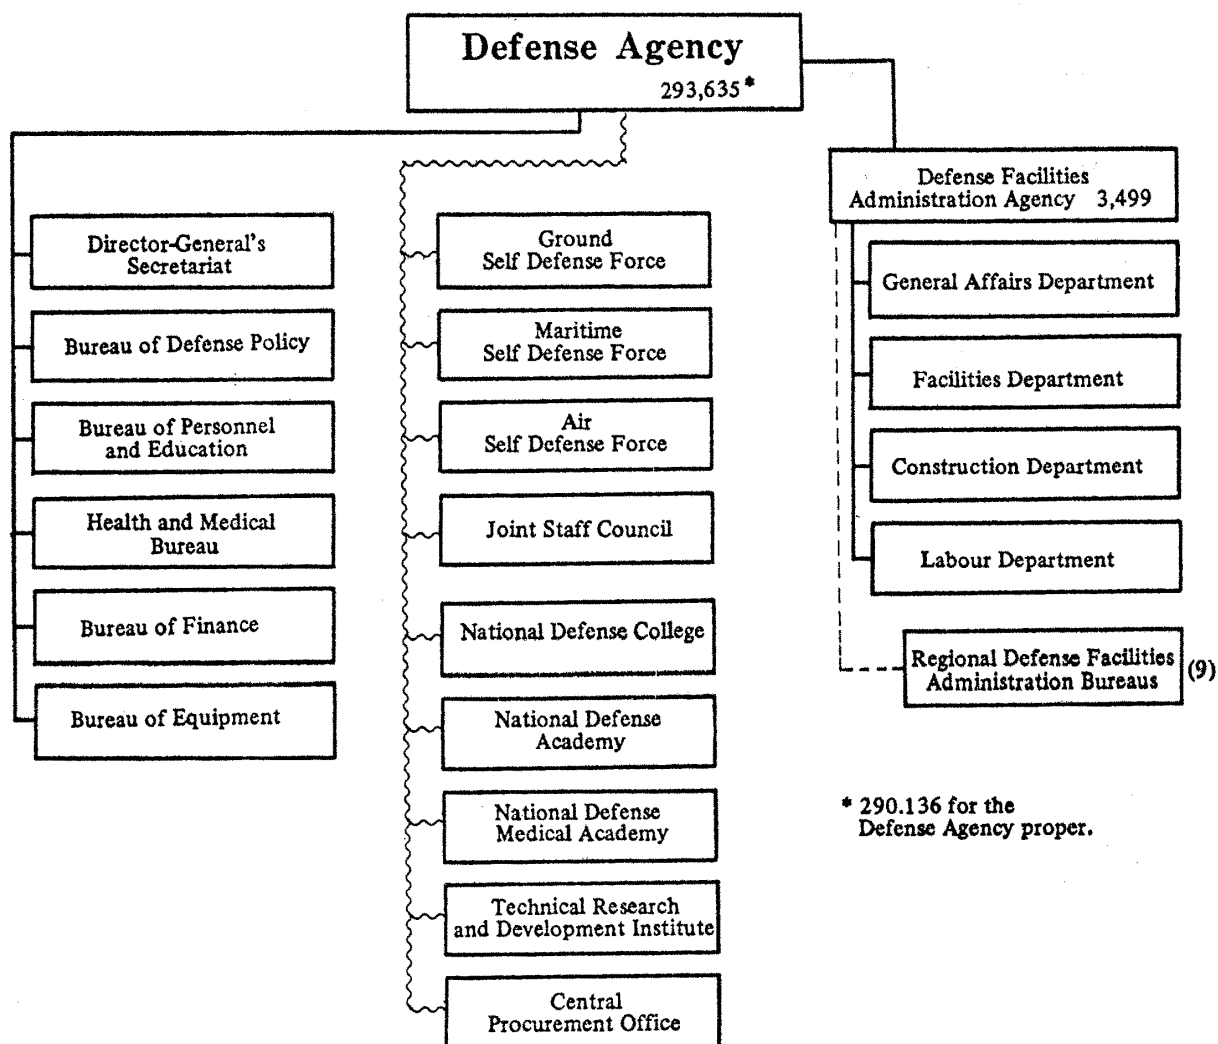 Defense Agency
293,635*
Director-General's
Secretariat
Bureau of Defense Policy
Bureau of Personnel
and Education
Health and Medical
Bureau
Bureau of Finance
Bureau of Equipment
Ground
Self Defense Force
Maritime
Self Defense Force
Air
Self Defense Force
Joint Staff Council
National Defense College
National Defense
Academy
National Defense
Medical Academy
Technical Research
and Development Institute
Central
Procurement Office
Defense Facilities
Administration Agency 3,499
General Affairs Department
Facilities Department
Construction Department
Labour Department
Regional Defense Facilities
Administration Bureaus (9)
* 290.136 for the
Defense Agency proper.